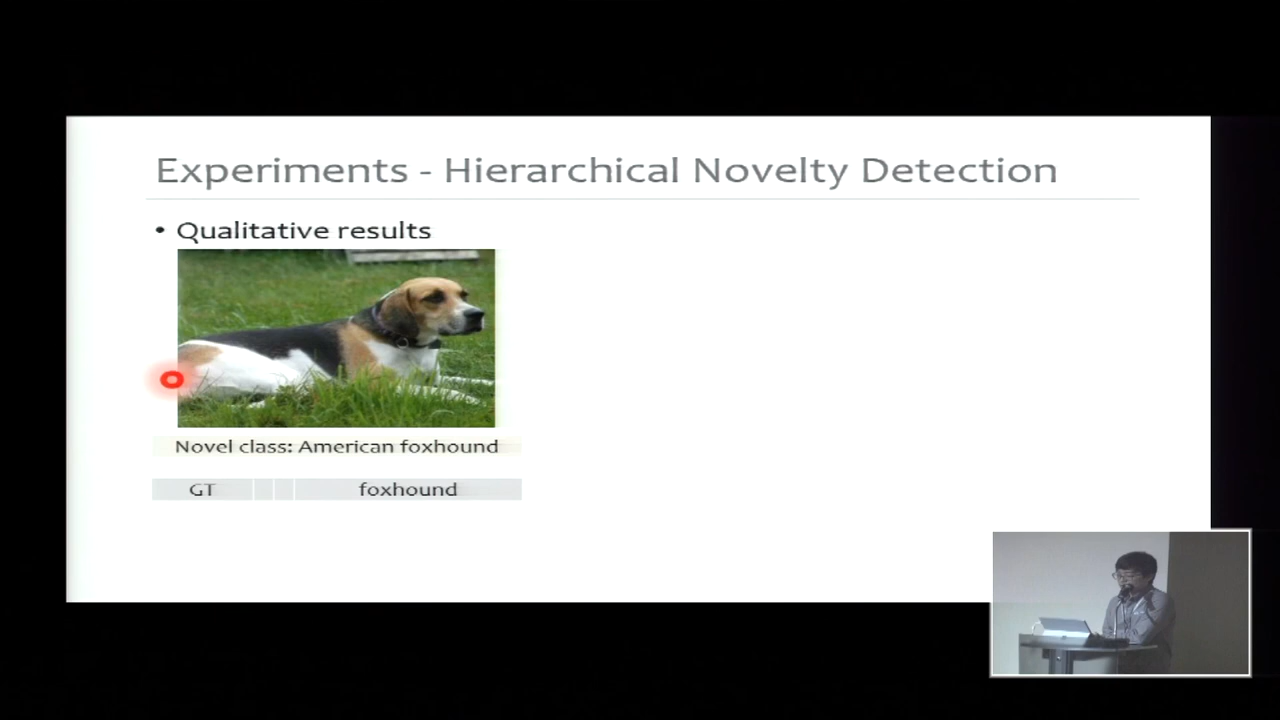 Experiments - Hierarchical Novelty Detection
• Qualitative results
Novel class: American foxhound
GT foxhound